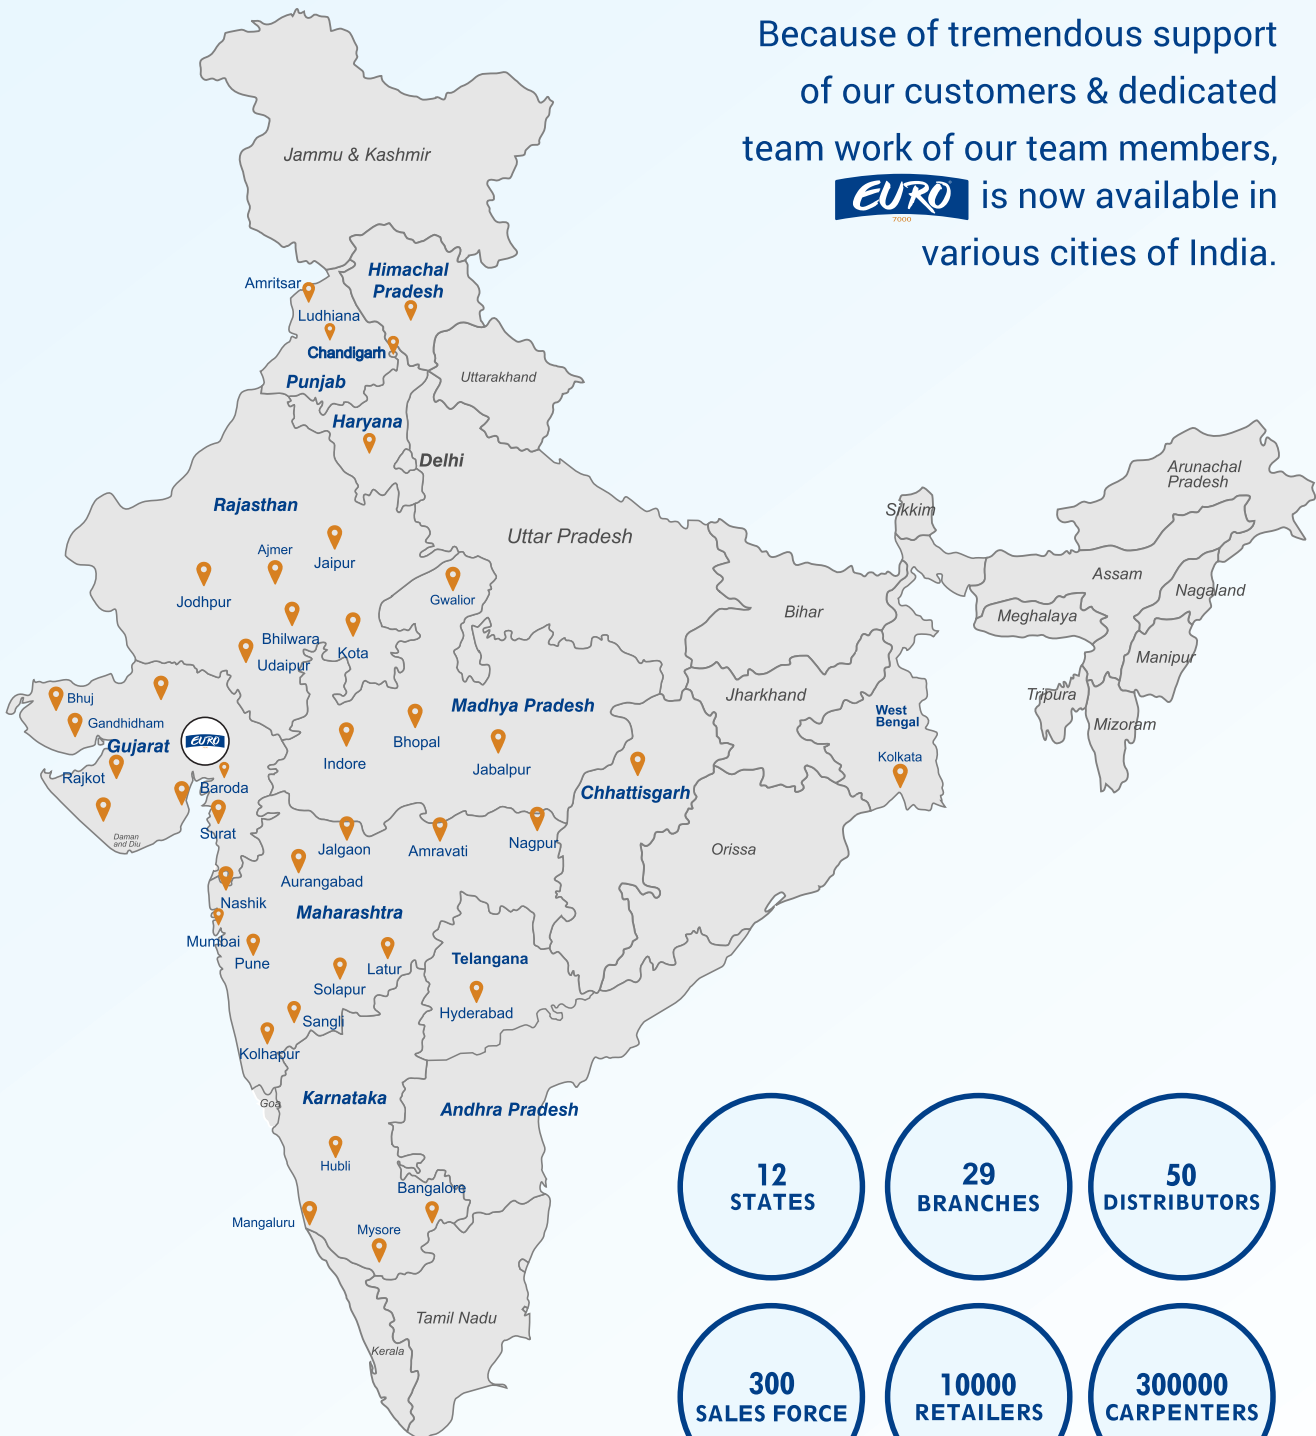 Because of tremendous support
of our customers & dedicated
team work of our team members,
EURO is now available in
7000
various cities of India.
Jammu & Kashmir
Himachal
Pradesh
Amritsar
Ludhiana
Chandigarh
Punjab
Uttarakhand
Haryana
Delhi
Rajasthan
Uttar Pradesh
Sikkim
Arunachal
Pradesh
Ajmer
Jaipur
Jodhpur
Gwalior
Assam
Nagaland
Bihar
Meghalaya
Bhilwara
Kota
Udaipur
Manipur
Bhuj
Gandhidham
Gujarat
EURO
Madhya Pradesh
Jharkhand
West
Bengal
Tripura
Mizoram
Indore
Bhopal
Jabalpur
Kolkata
Rajkot
Baroda
Chhattisgarh
Surat
Daman
and Diu
Jalgaon
Amravati
Nagpur
Orissa
Aurangabad
Nashik
Maharashtra
Mumbai
Pune
Latur
Solapur
Telangana
Hyderabad
Sangli
Kolhapur
Goa
Karnataka
Andhra Pradesh
Hubli
Bangalore
Mangaluru
Mysore
Tamil Nadu
Kerala
12
STATES
29
BRANCHES
50
DISTRIBUTORS
300
SALES FORCE
10000
RETAILERS
300000
CARPENTERS